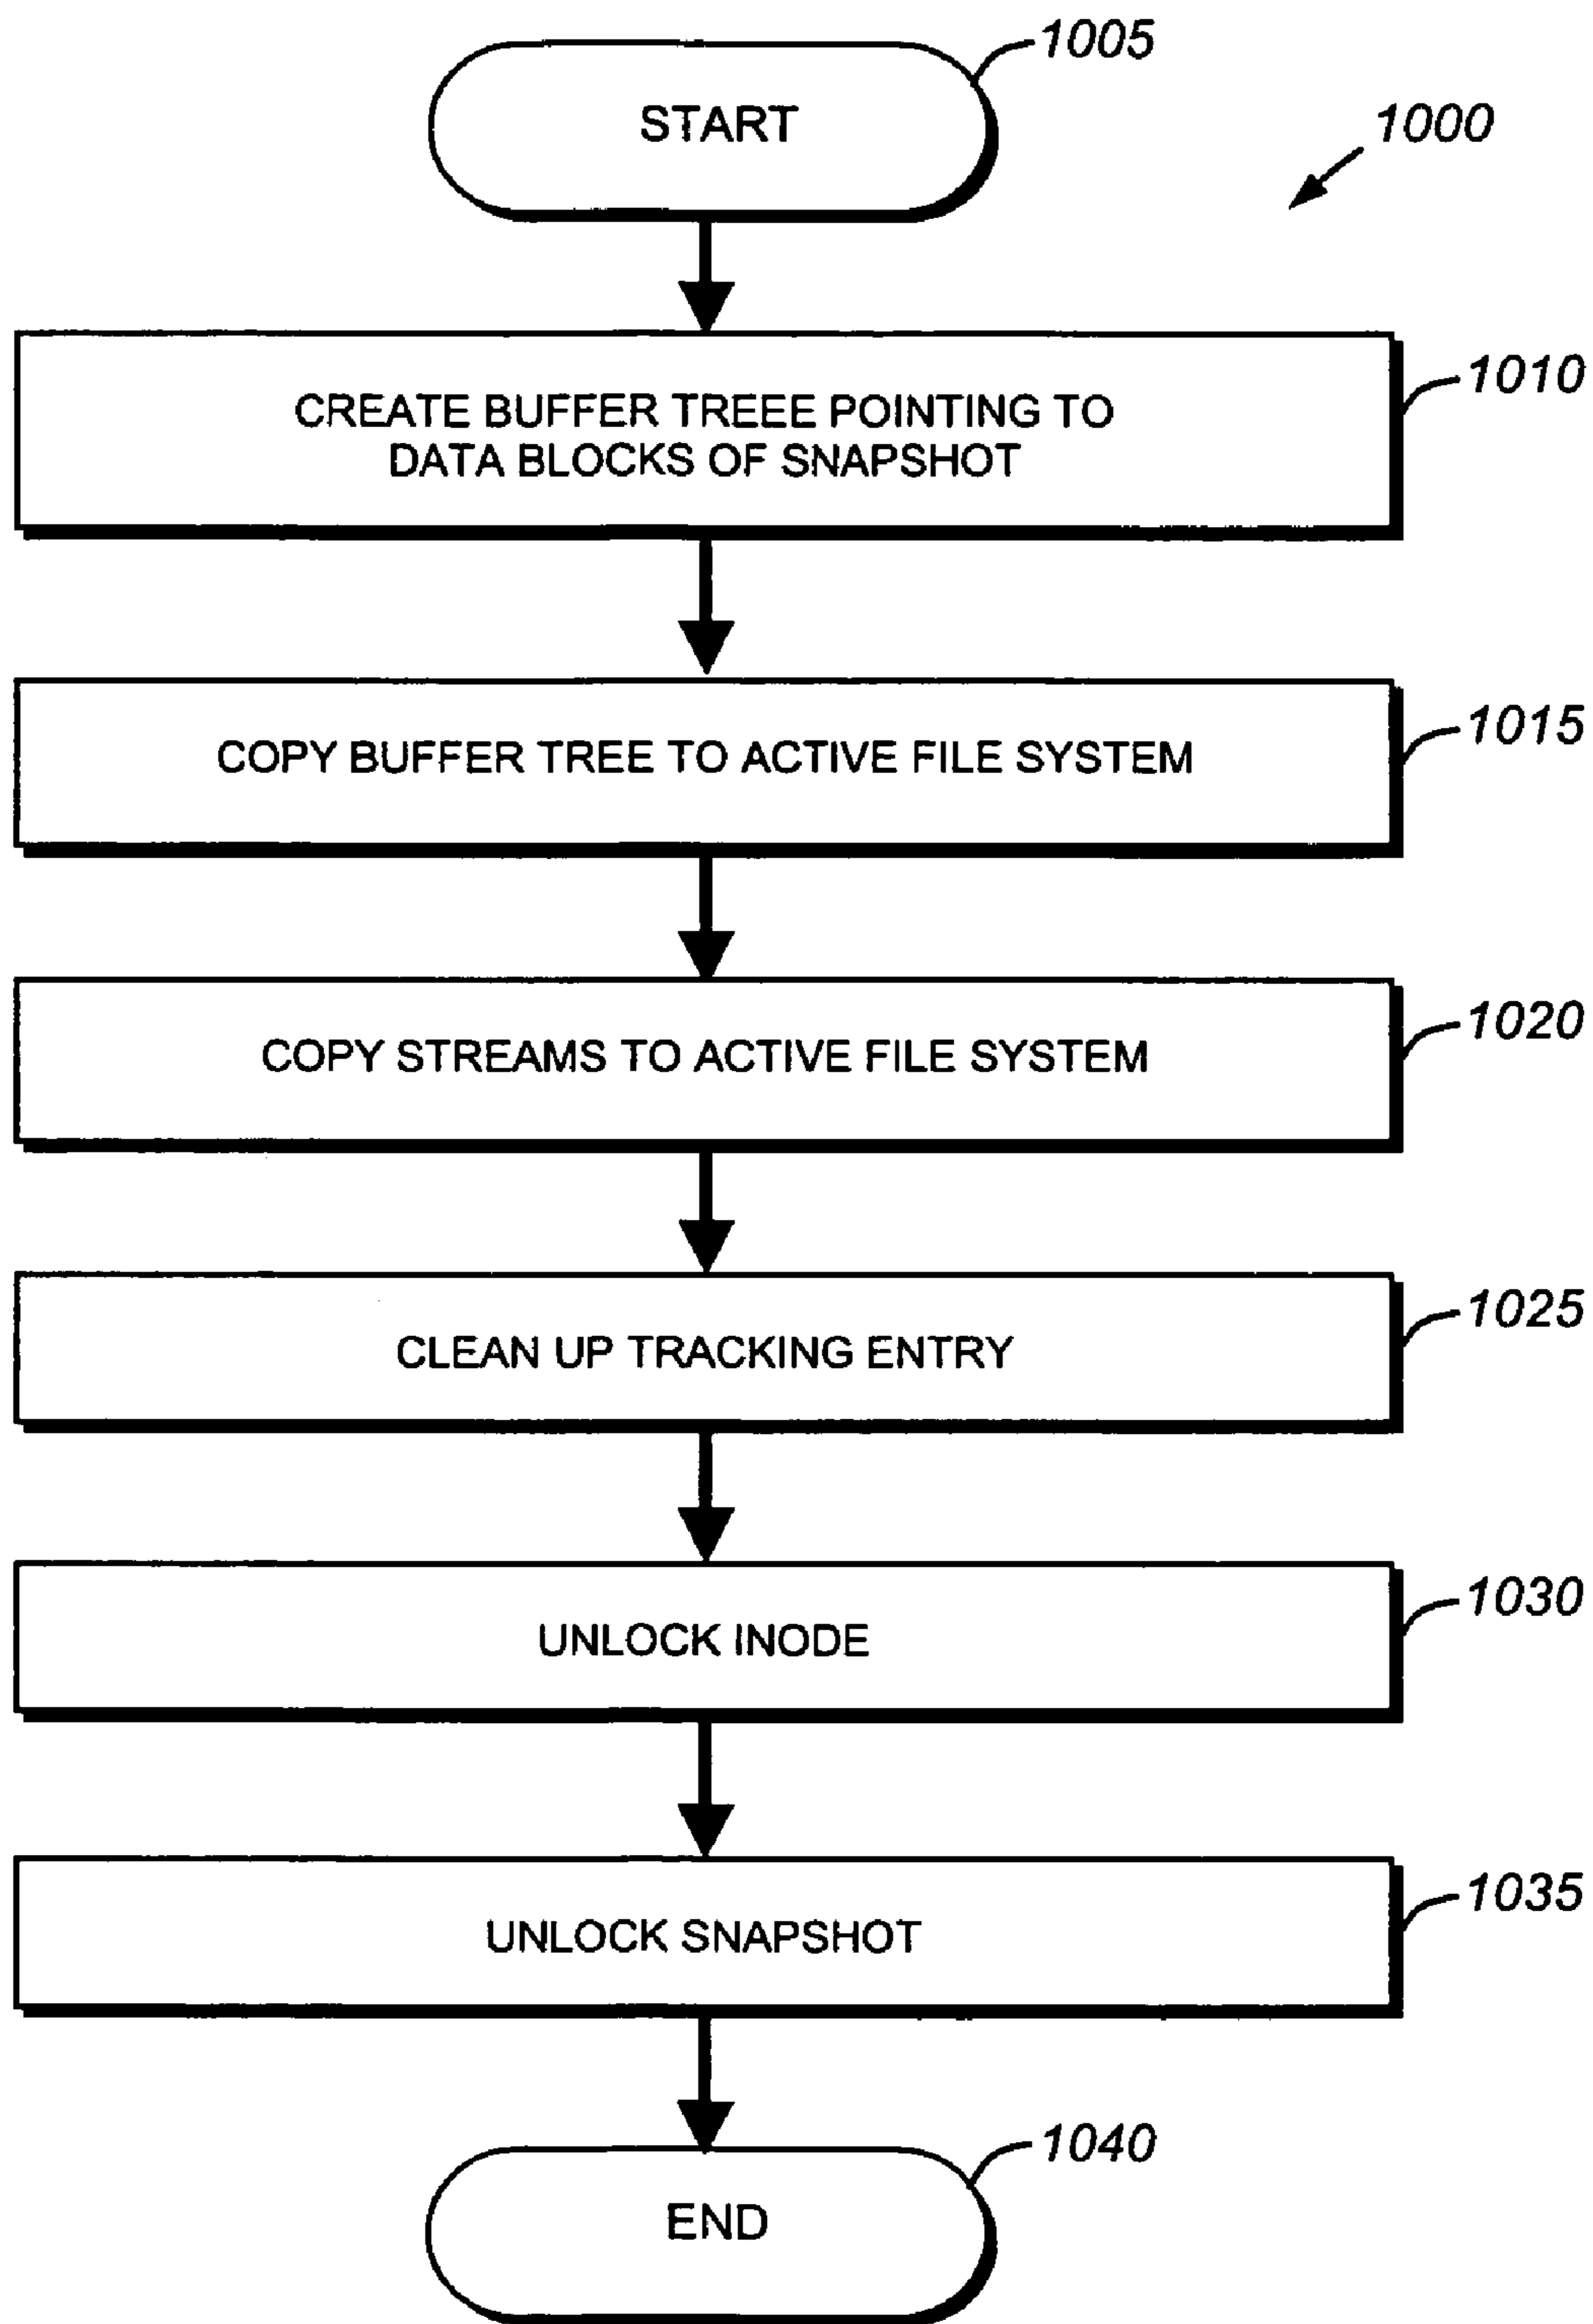 1005
START
1000
1010
CREATE BUFFER TREEE POINTING TO
DATA BLOCKS OF SNAPSHOT
1015
COPY BUFFER TREE TO ACTIVE FILE SYSTEM
1020
COPY STREAMS TO ACTIVE FILE SYSTEM
1025
CLEAN UP TRACKING ENTRY
1030
UNLOCK INODE
1035
UNLOCK SNAPSHOT
1040
END